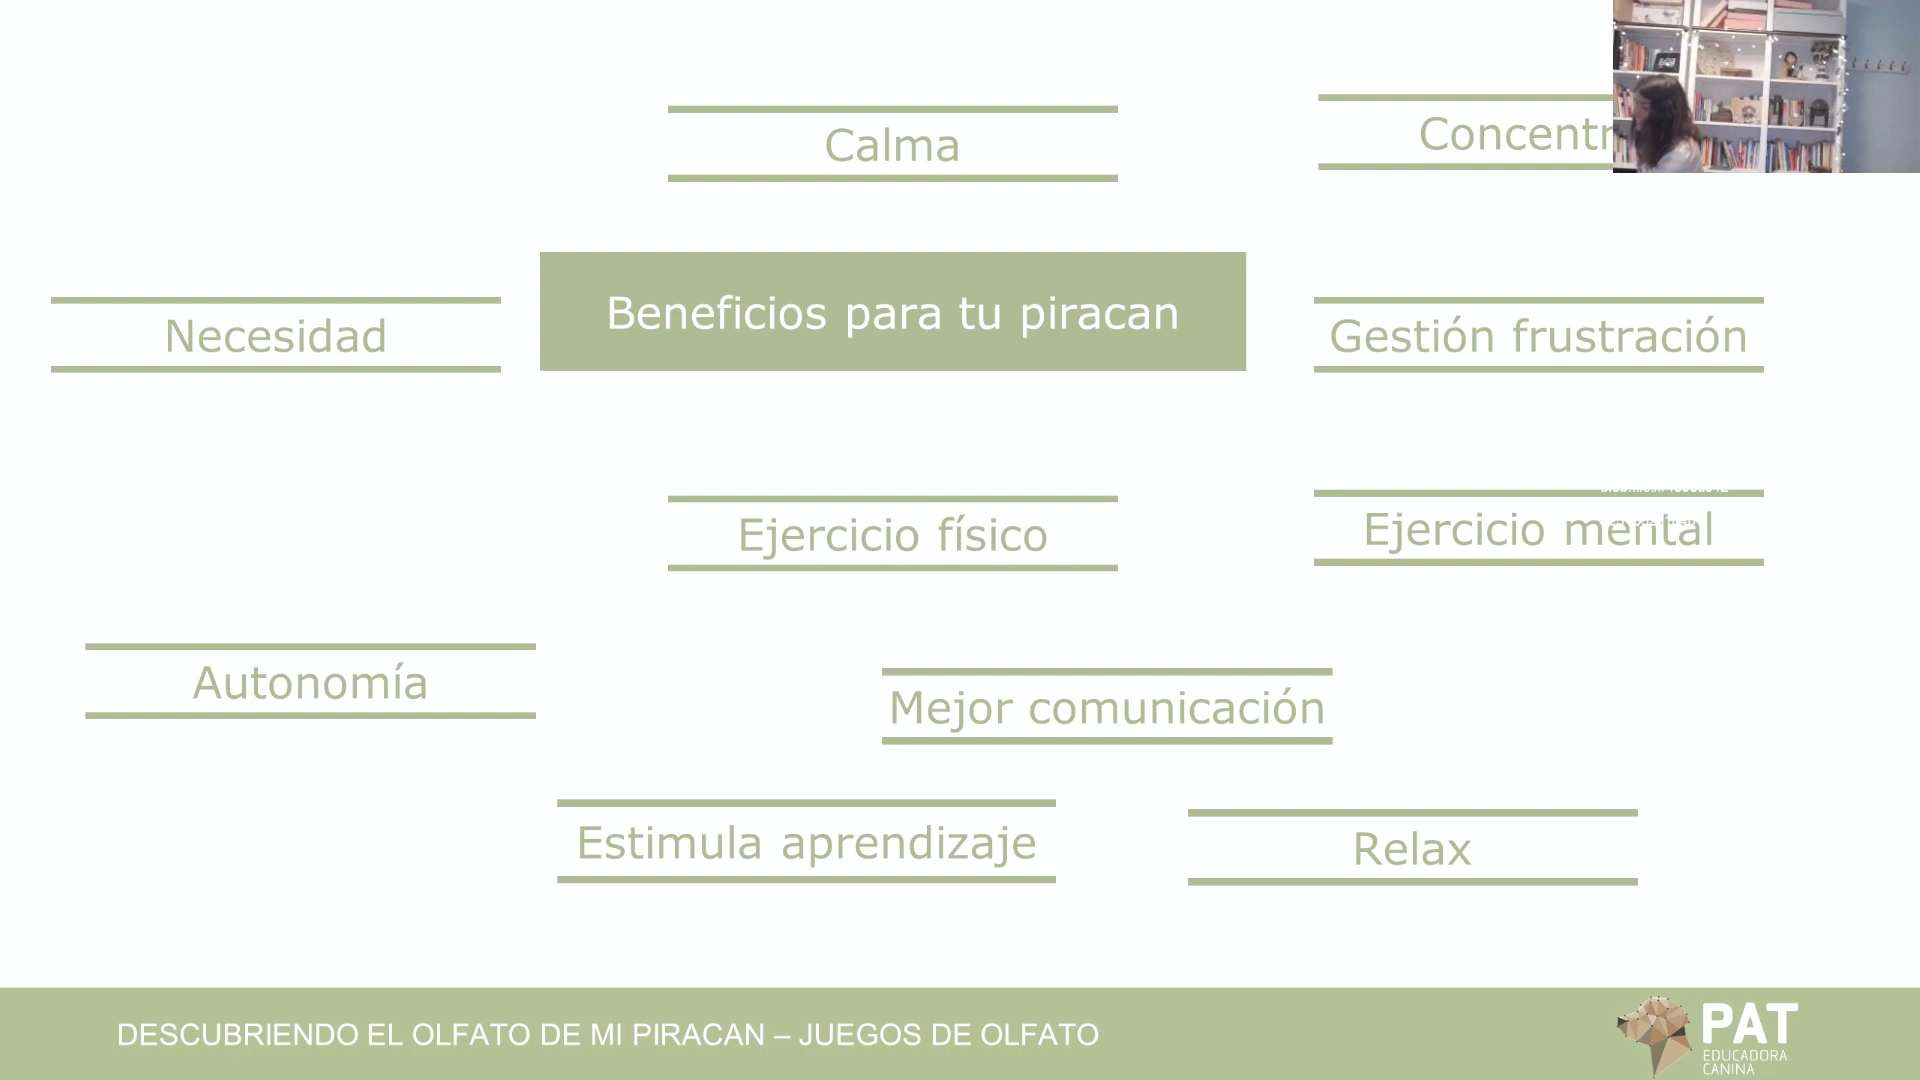 Calma
Concentr
Beneficios para tu piracan
Necesidad
Gestión frustración
Ejercicio físico
Ejercicio mental
Autonomía
Mejor comunicación
Estimula aprendizaje
Relax
DESCUBRIENDO EL OLFATO DE MI PIRACAN – JUEGOS DE OLFATO
PAT
EDUCADORA
CANINA